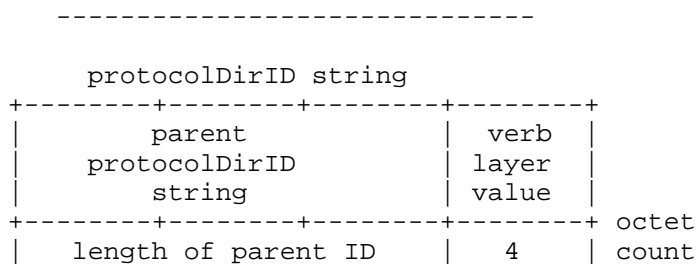 ------------------------------
protocolDirID string
+--------+--------+--------+--------+
| parent | verb |
| protocolDirID | layer |
| string | value |
+--------+--------+--------+--------+ octet
| length of parent ID | 4 | count